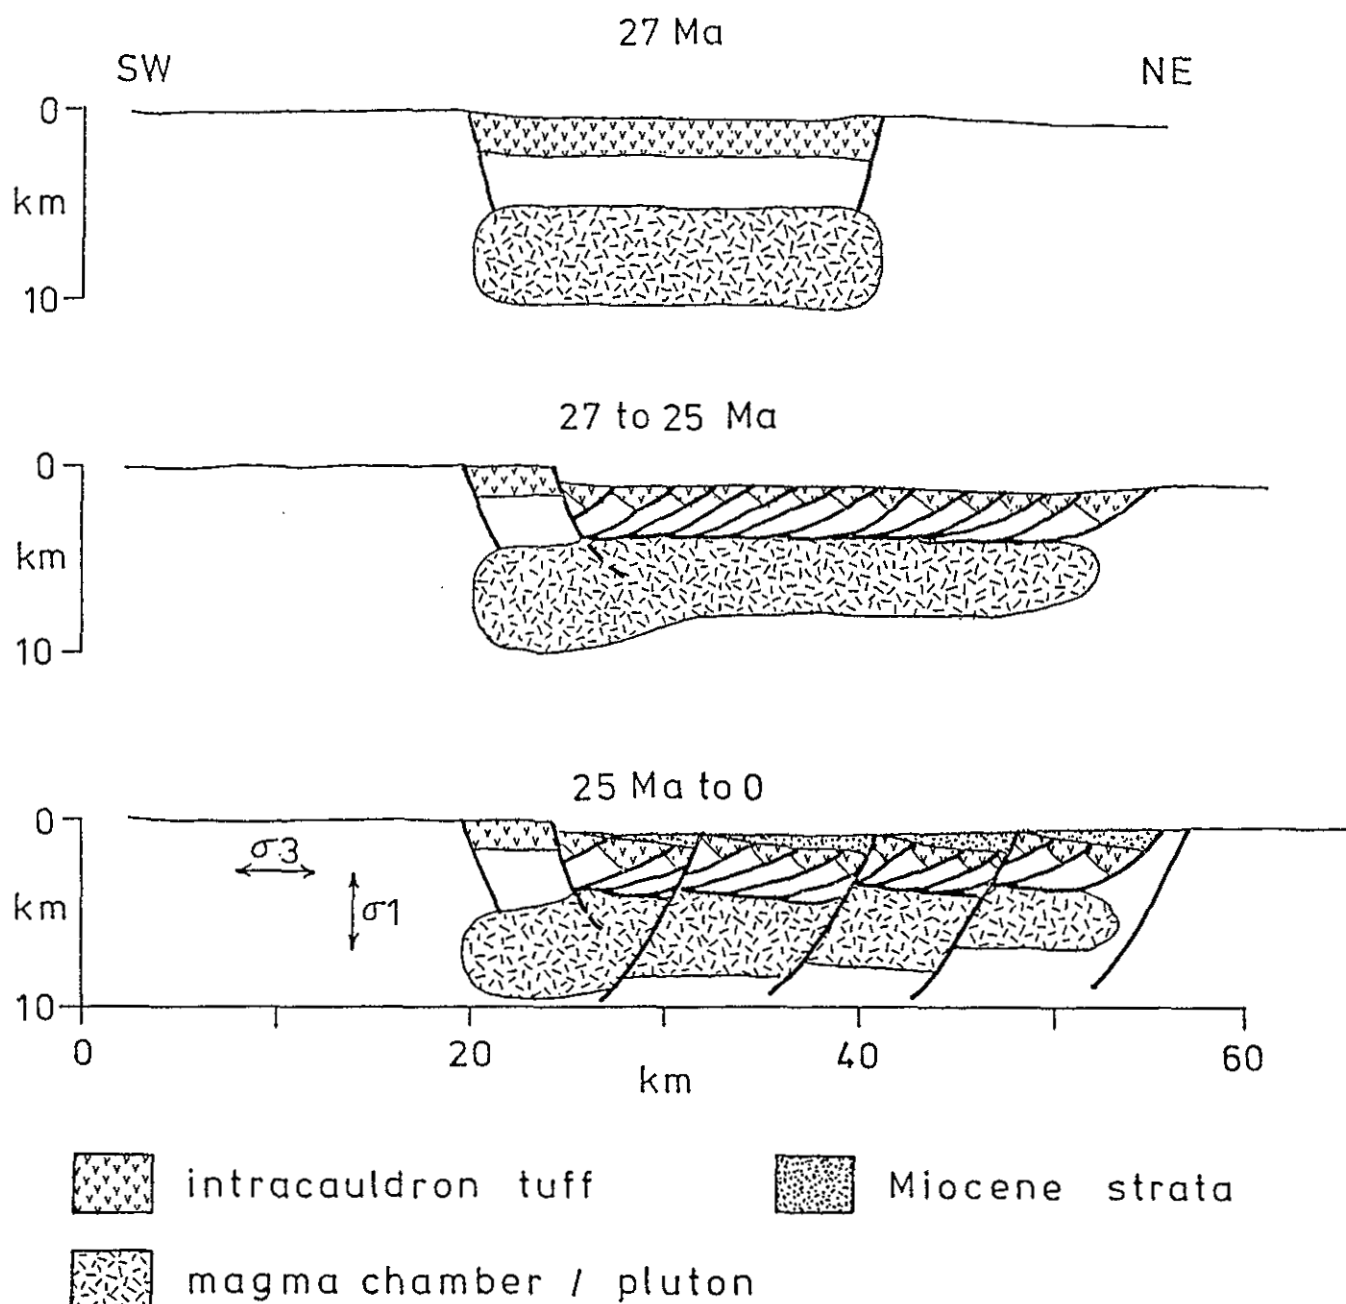 27 Ma
SW NE
0
km
10
27 to 25 Ma
0
km
10
25 Ma to 0
0
σ3
km
σ1
10
0 20 40 60
km
intracauldron tuff
Miocene strata
magma chamber / pluton